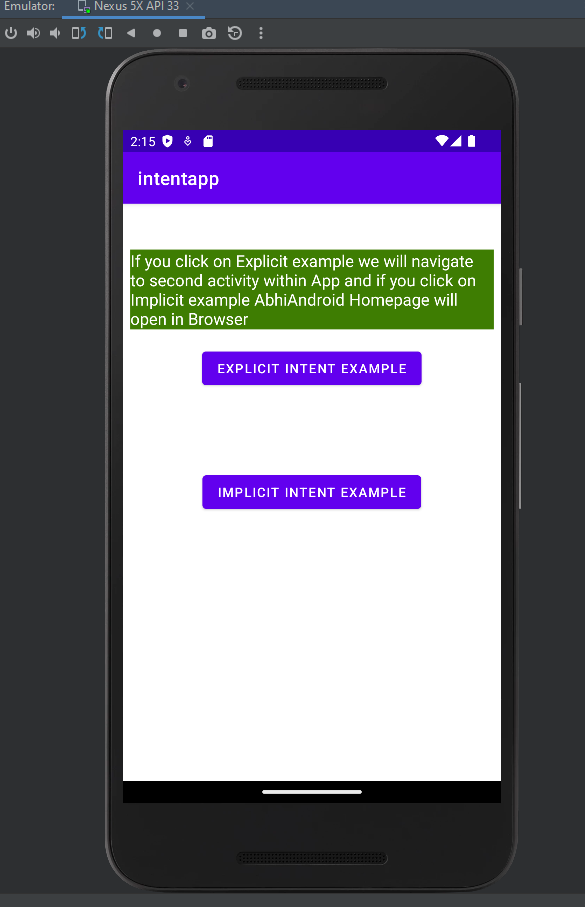 Emulator: Nexus 5X API 33
2:15
intentapp
If you click on Explicit example we will navigate
to second activity within App and if you click on
Implicit example AbhiAndroid Homepage will
open in Browser
EXPLICIT INTENT EXAMPLE
IMPLICIT INTENT EXAMPLE